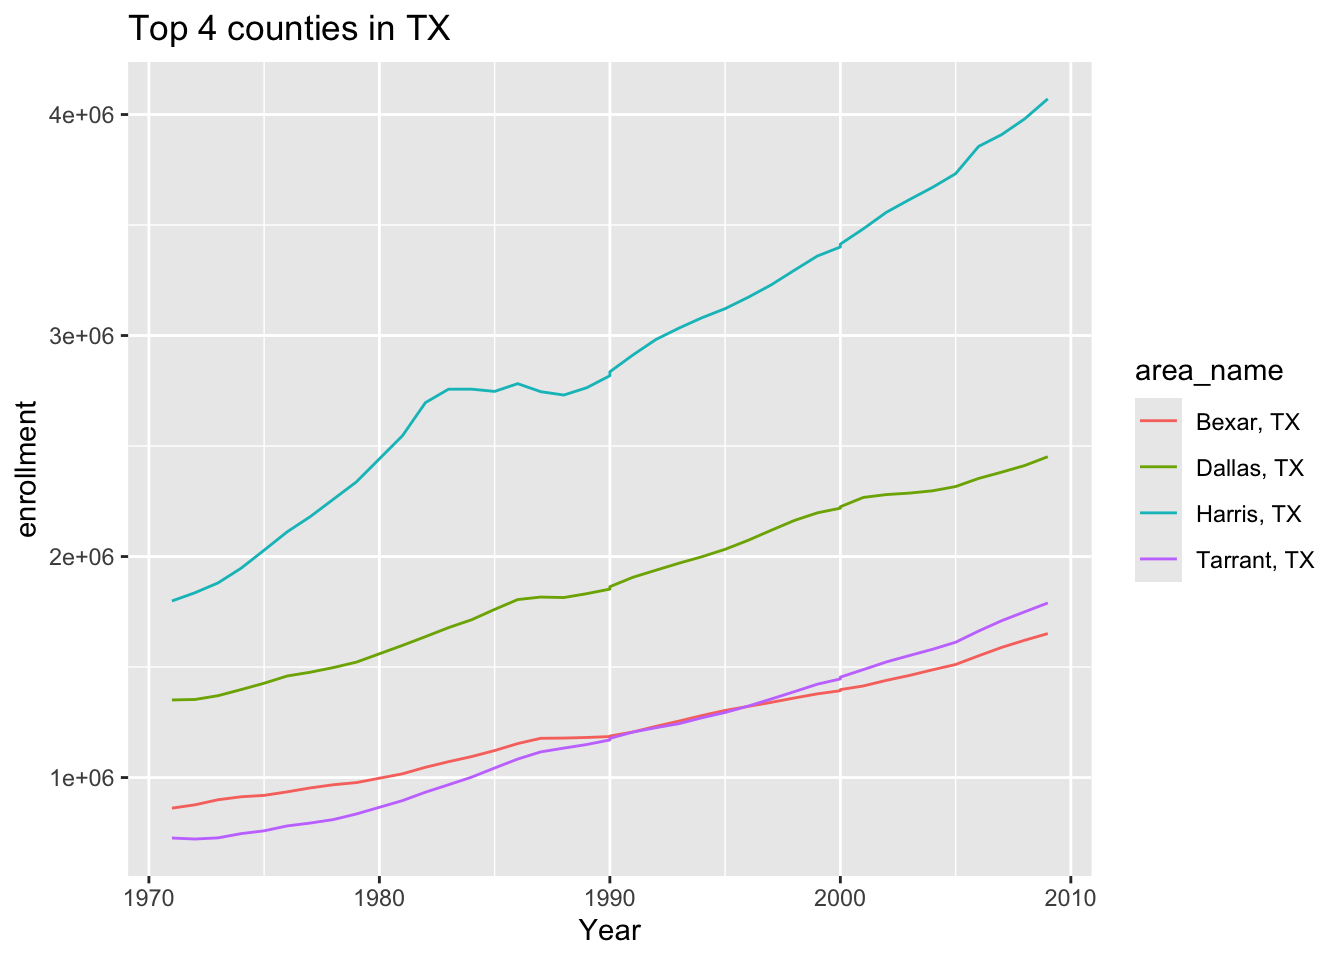 Top 4 counties in TX
4e+06
3e+06
2e+06
1e+06
enrollment
1970 1980 1990 2000 2010
Year
area_name
Bexar, TX
Dallas, TX
Harris, TX
Tarrant, TX